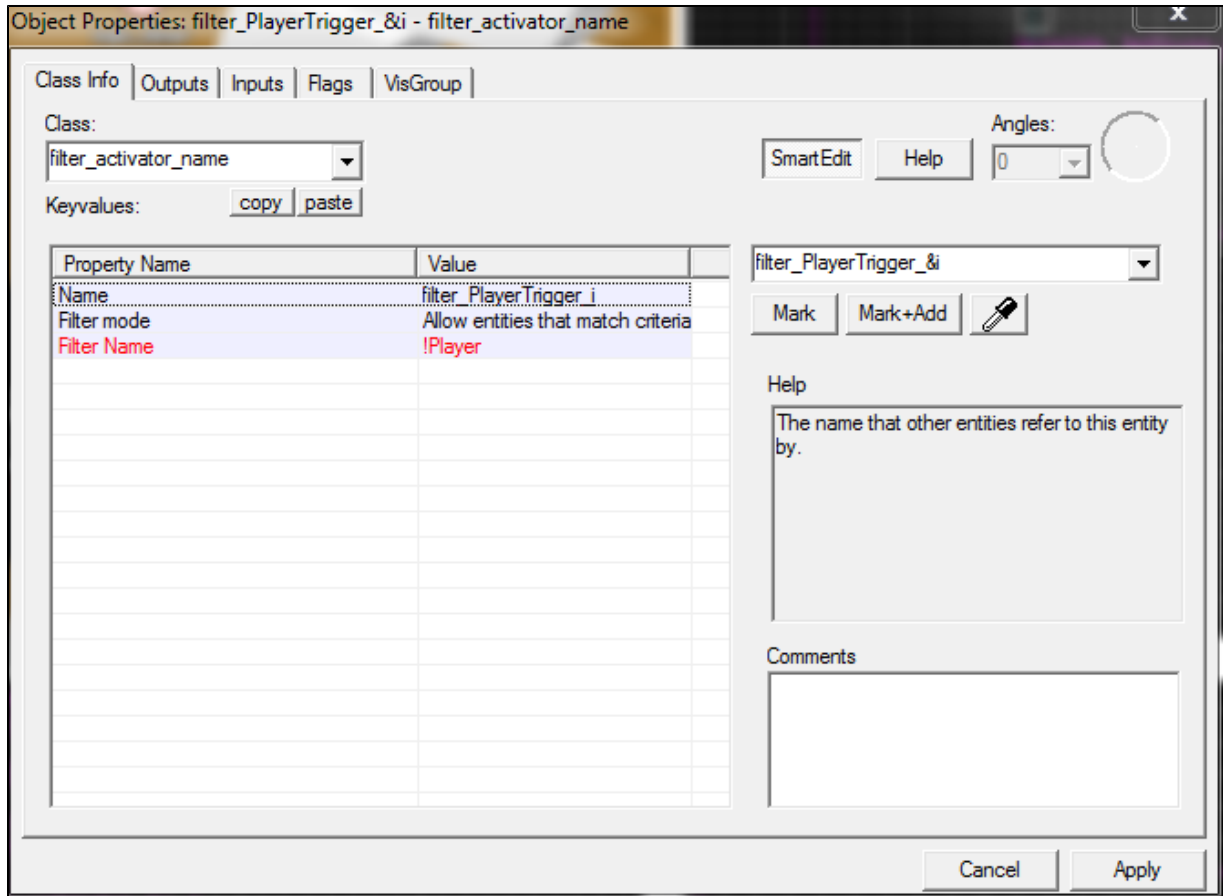 Object Properties: filter_PlayerTrigger_&i - filter_activator_name
X
Class Info Outputs Inputs Flags VisGroup
Class:
filter_activator_name
Keyvalues: copy paste
SmartEdit Help
Angles:
0
Property Name Value
Name filter_PlayerTrigger_i
Filter mode Allow entities that match criteria
Filter Name !Player
filter_PlayerTrigger_&i
Mark Mark+Add
Help
The name that other entities refer to this entity
by.
Comments
Cancel Apply